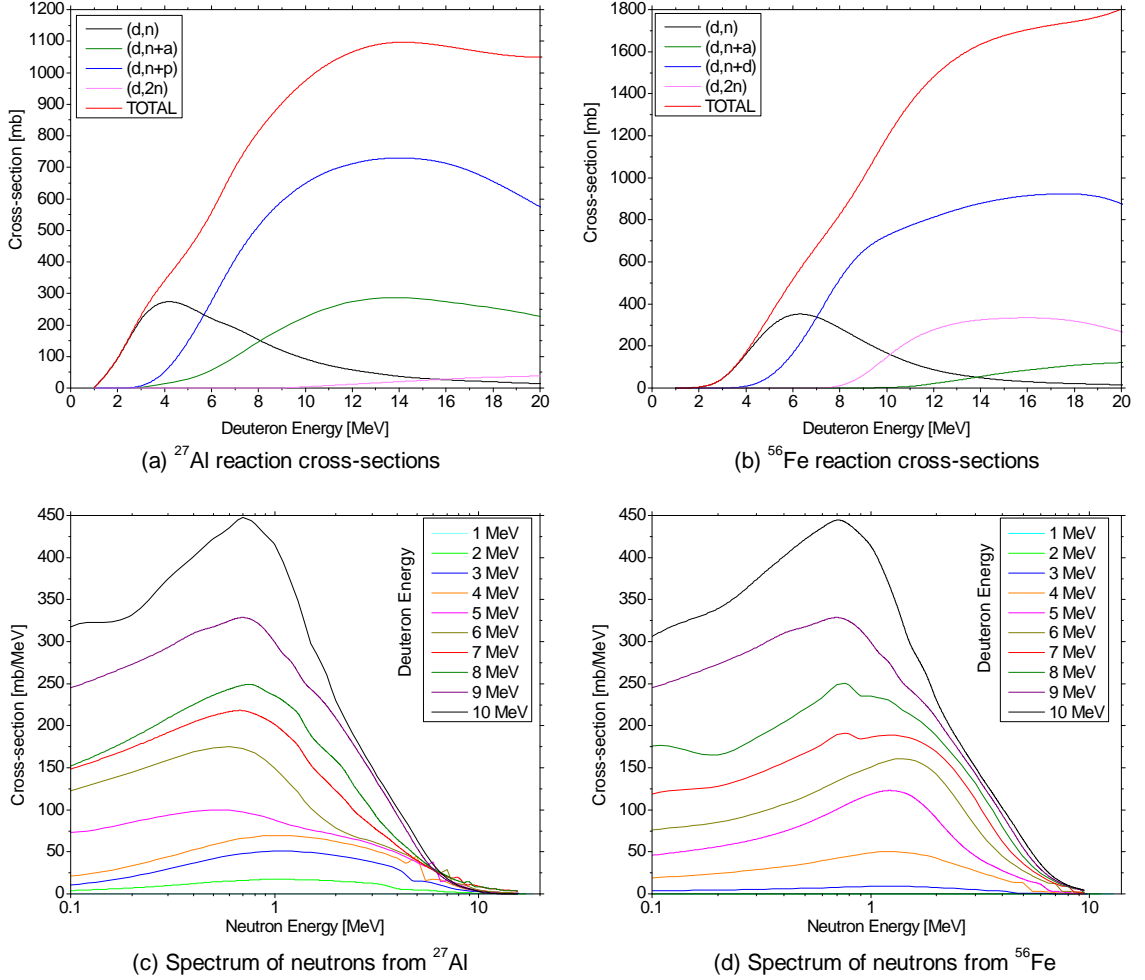 1200
1100
1000
900
800
700
600
500
400
300
200
100
0
Cross-section [mb]
(d,n)
(d,n+a)
(d,n+p)
(d,2n)
TOTAL
0 2 4 6 8 10 12 14 16 18 20
Deuteron Energy [MeV]
(a) 27Al reaction cross-sections
1800
1600
1400
1200
1000
800
600
400
200
0
Cross-section [mb]
(d,n)
(d,n+a)
(d,n+d)
(d,2n)
TOTAL
0 2 4 6 8 10 12 14 16 18 20
Deuteron Energy [MeV]
(b) 56Fe reaction cross-sections
450
400
350
300
250
200
150
100
50
0
Cross-section [mb/MeV]
Deuteron Energy
1 MeV
2 MeV
3 MeV
4 MeV
5 MeV
6 MeV
7 MeV
8 MeV
9 MeV
10 MeV
0.1 1 10
Neutron Energy [MeV]
(c) Spectrum of neutrons from 27Al
450
400
350
300
250
200
150
100
50
0
Cross-section [mb/MeV]
Deuteron Energy
1 MeV
2 MeV
3 MeV
4 MeV
5 MeV
6 MeV
7 MeV
8 MeV
9 MeV
10 MeV
0.1 1 10
Neutron Energy [MeV]
(d) Spectrum of neutrons from 56Fe